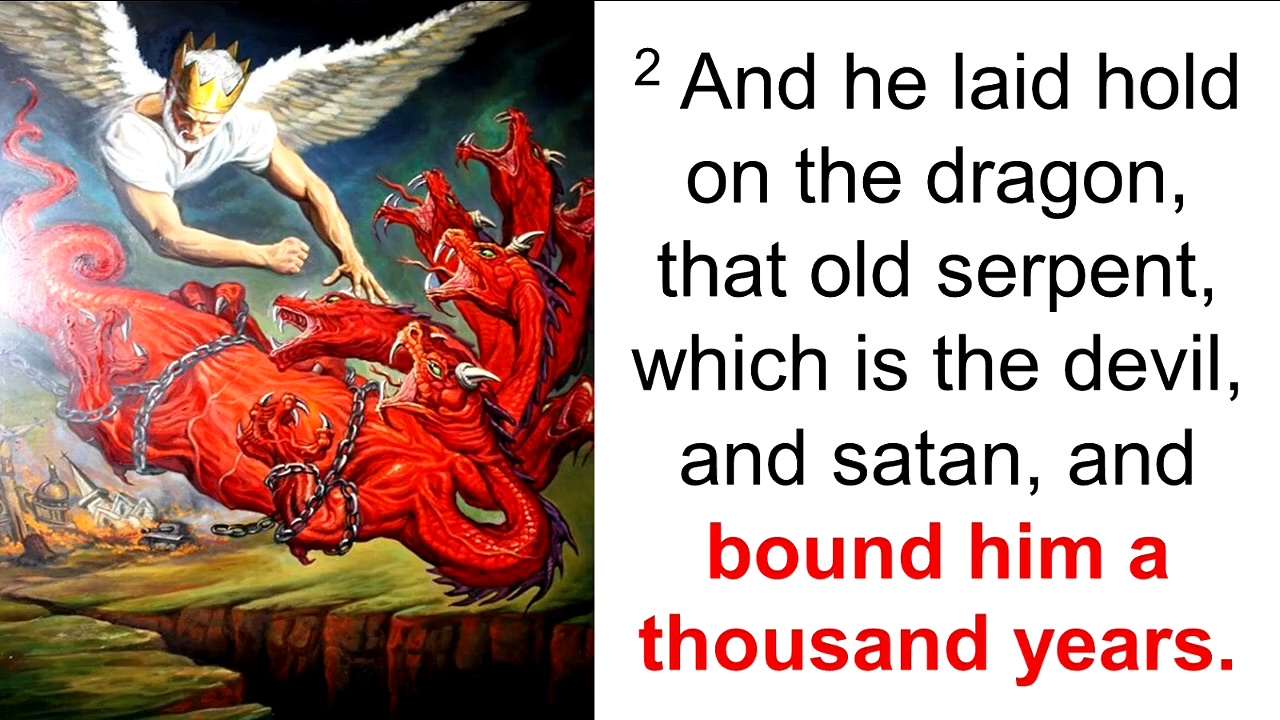 2 And he laid hold
on the dragon,
that old serpent,
which is the devil,
and satan, and
bound him a
thousand years.